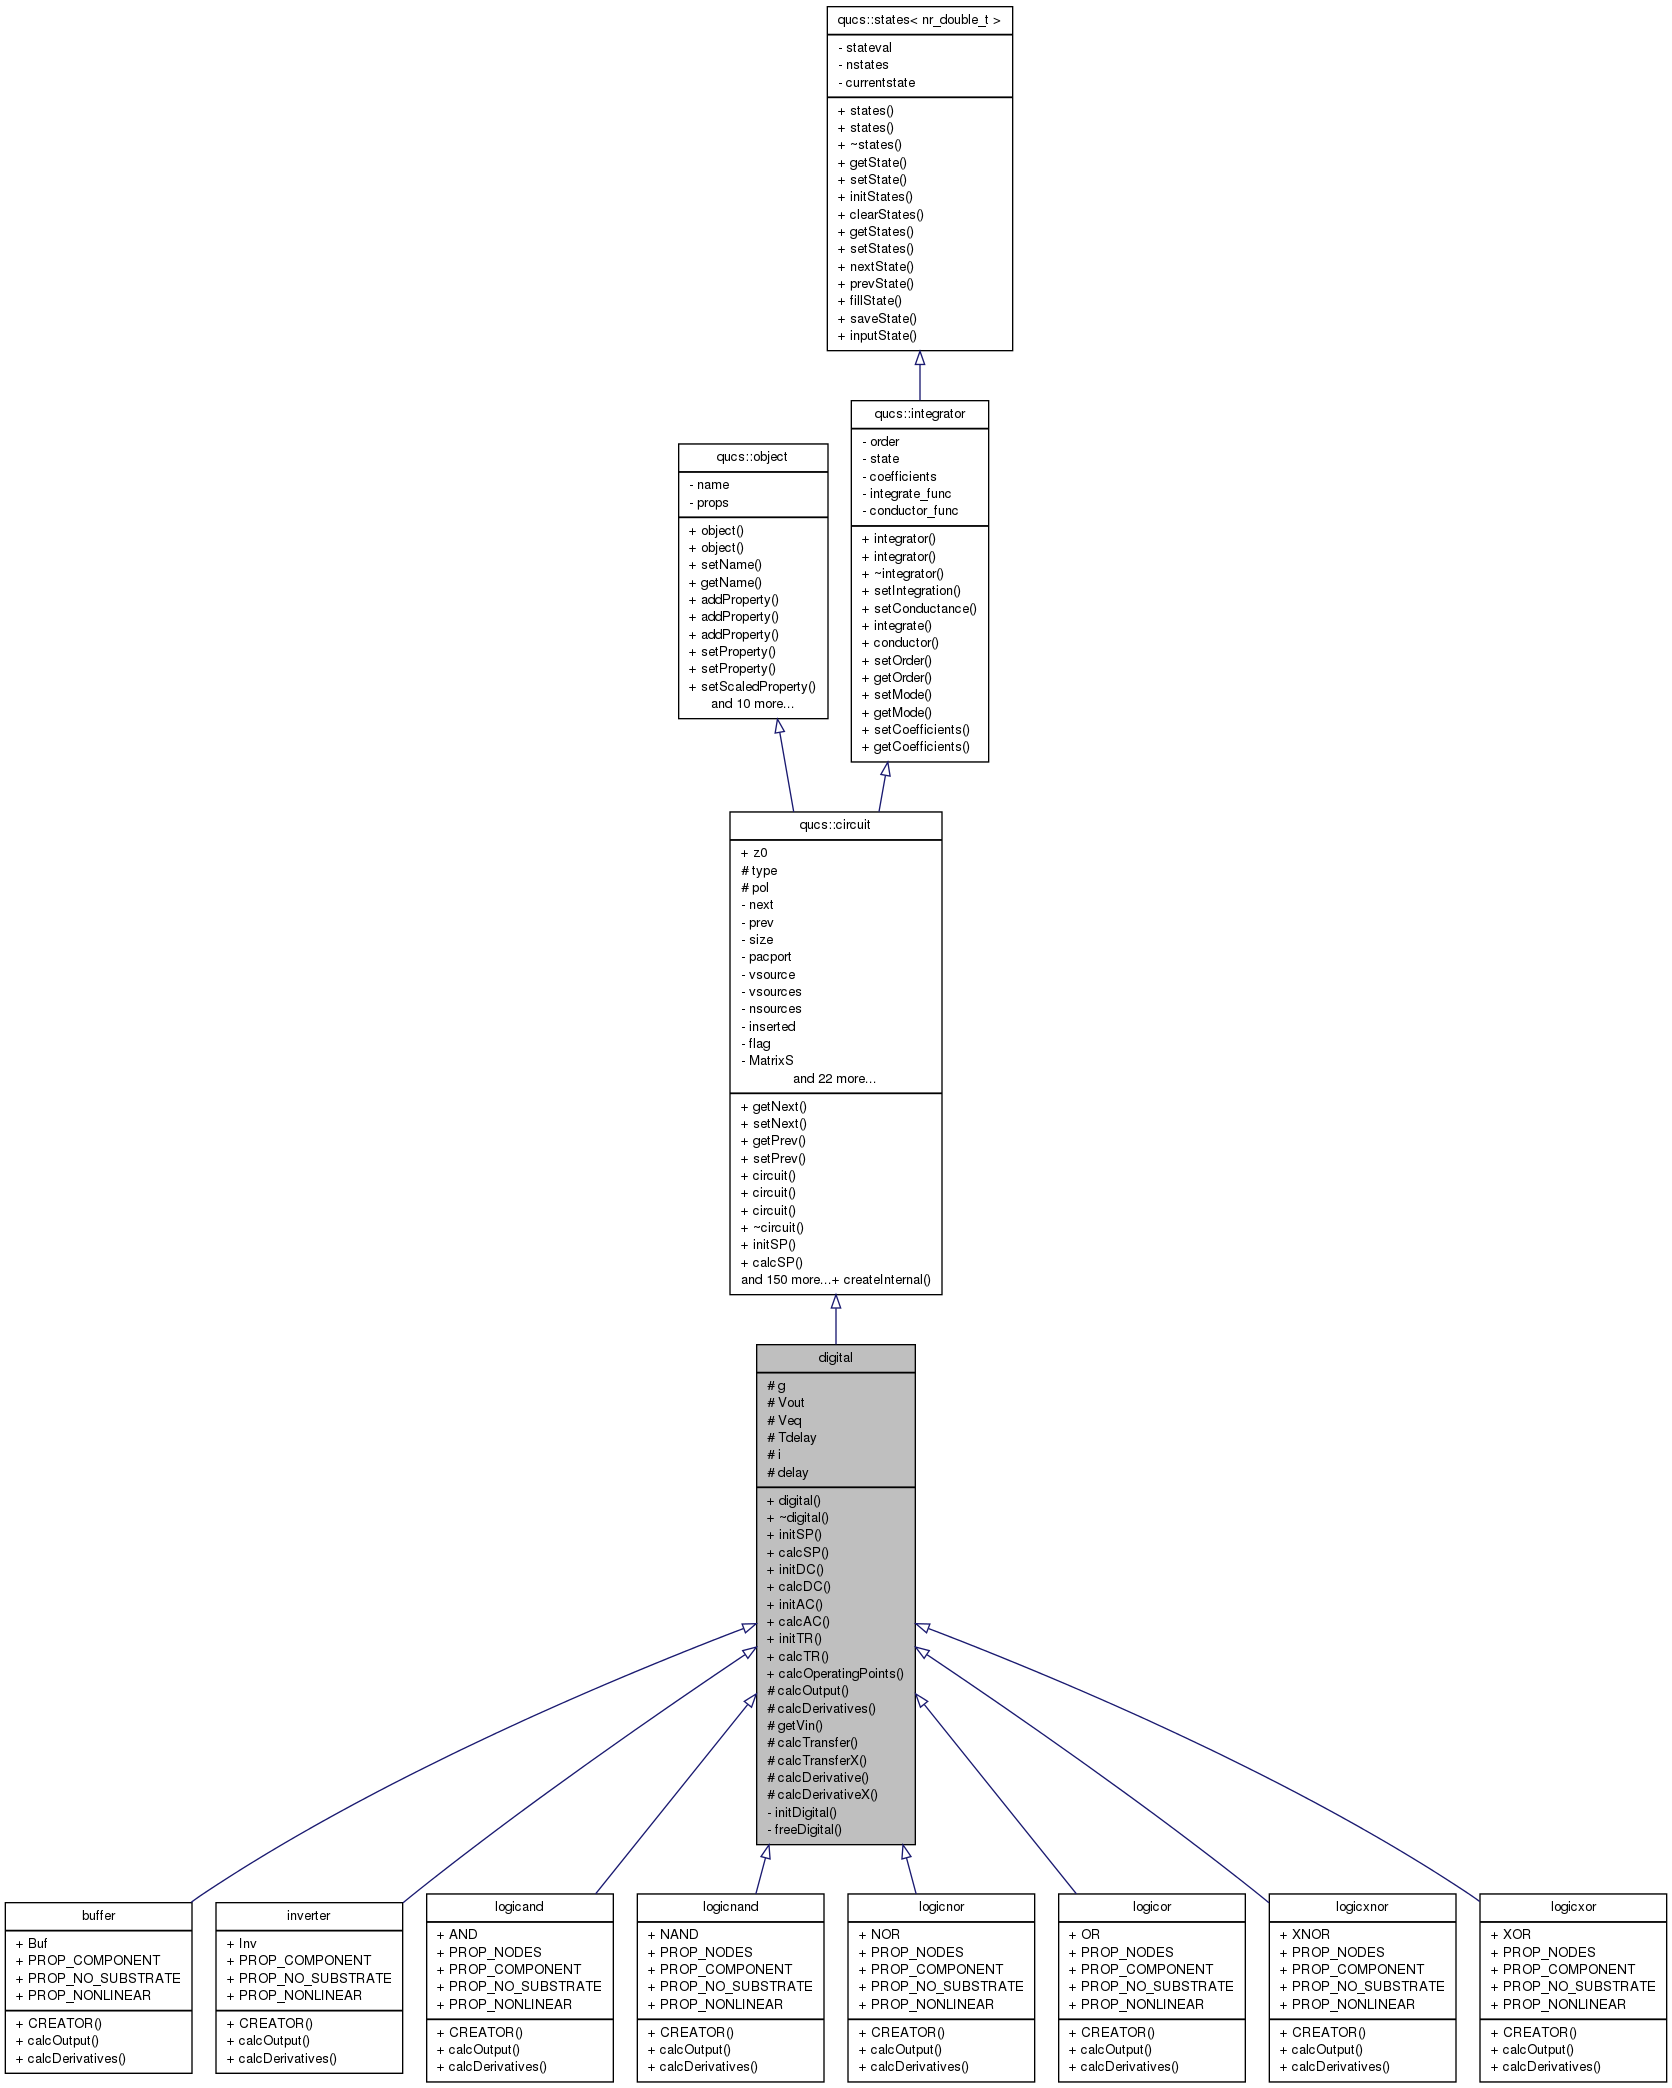 qucs::states< nr_double_t >
- stateval
- nstates
- currentstate
+ states()
+ states()
+ ~states()
+ getState()
+ setState()
+ initStates()
+ clearStates()
+ getStates()
+ setStates()
+ nextState()
+ prevState()
+ fillState()
+ saveState()
+ inputState()
qucs::integrator
- order
- state
- coefficients
- integrate_func
- conductor_func
+ integrator()
+ integrator()
+ ~integrator()
+ setIntegration()
+ setConductance()
+ integrate()
+ conductor()
+ setOrder()
+ getOrder()
+ setMode()
+ getMode()
+ setCoefficients()
+ getCoefficients()
qucs::object
- name
- props
+ object()
+ object()
+ setName()
+ getName()
+ addProperty()
+ addProperty()
+ addProperty()
+ setProperty()
+ setProperty()
+ setScaledProperty()
and 10 more...
qucs::circuit
+ z0
# type
# pol
- next
- prev
- size
- pacport
- vsource
- vsources
- nsources
- inserted
- flag
- MatrixS
and 22 more...
+ getNext()
+ setNext()
+ getPrev()
+ setPrev()
+ circuit()
+ circuit()
+ circuit()
+ ~circuit()
+ initSP()
+ calcSP()
and 150 more...+ createInternal()
digital
# g
# Vout
# Veq
# Tdelay
# i
# delay
+ digital()
+ ~digital()
+ initSP()
+ calcSP()
+ initDC()
+ calcDC()
+ initAC()
+ calcAC()
+ initTR()
+ calcTR()
+ calcOperatingPoints()
# calcOutput()
# calcDerivatives()
# getVin()
# calcTransfer()
# calcTransferX()
# calcDerivative()
# calcDerivativeX()
- initDigital()
- freeDigital()
buffer
+ Buf
+ PROP_COMPONENT
+ PROP_NO_SUBSTRATE
+ PROP_NONLINEAR
+ CREATOR()
+ calcOutput()
+ calcDerivatives()
inverter
+ Inv
+ PROP_COMPONENT
+ PROP_NO_SUBSTRATE
+ PROP_NONLINEAR
+ CREATOR()
+ calcOutput()
+ calcDerivatives()
logicand
+ AND
+ PROP_NODES
+ PROP_COMPONENT
+ PROP_NO_SUBSTRATE
+ PROP_NONLINEAR
+ CREATOR()
+ calcOutput()
+ calcDerivatives()
logicnand
+ NAND
+ PROP_NODES
+ PROP_COMPONENT
+ PROP_NO_SUBSTRATE
+ PROP_NONLINEAR
+ CREATOR()
+ calcOutput()
+ calcDerivatives()
logicnor
+ NOR
+ PROP_NODES
+ PROP_COMPONENT
+ PROP_NO_SUBSTRATE
+ PROP_NONLINEAR
+ CREATOR()
+ calcOutput()
+ calcDerivatives()
logicor
+ OR
+ PROP_NODES
+ PROP_COMPONENT
+ PROP_NO_SUBSTRATE
+ PROP_NONLINEAR
+ CREATOR()
+ calcOutput()
+ calcDerivatives()
logicxnor
+ XNOR
+ PROP_NODES
+ PROP_COMPONENT
+ PROP_NO_SUBSTRATE
+ PROP_NONLINEAR
+ CREATOR()
+ calcOutput()
+ calcDerivatives()
logicxor
+ XOR
+ PROP_NODES
+ PROP_COMPONENT
+ PROP_NO_SUBSTRATE
+ PROP_NONLINEAR
+ CREATOR()
+ calcOutput()
+ calcDerivatives()